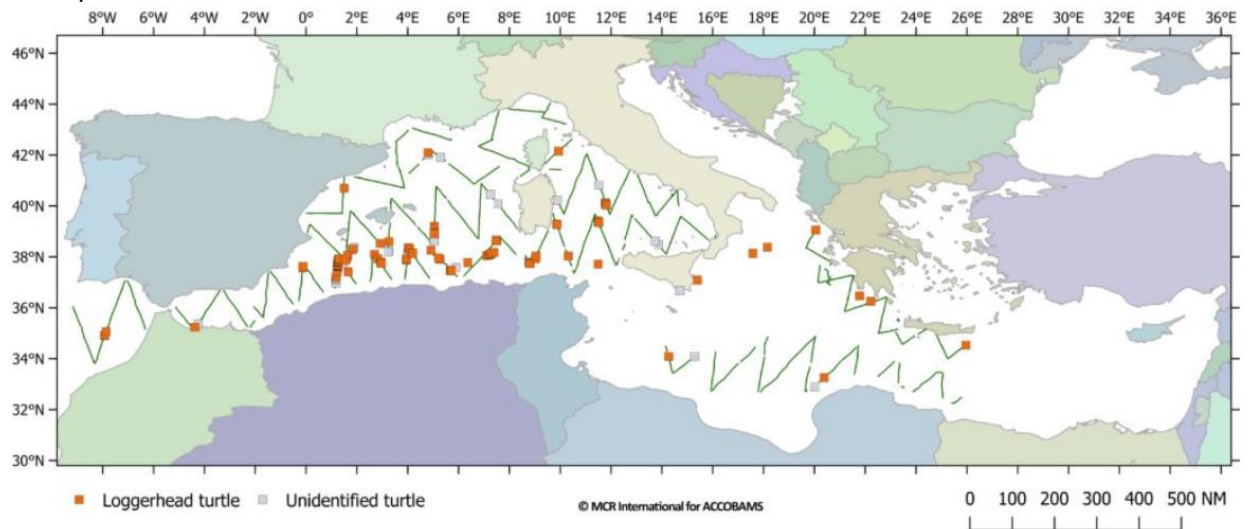 8°W 6°W 4°W 2°W 0° 2°E 4°E 6°E 8°E 10°E 12°E 14°E 16°E 18°E 20°E 22°E 24°E 26°E 28°E 30°E 32°E 34°E 36°E
46°N
44°N
42°N
40°N
38°N
36°N
34°N
32°N
30°N
Loggerhead turtle Unidentified turtle
© MCR International for ACCOBAMS
0 100 200 300 400 500 NM